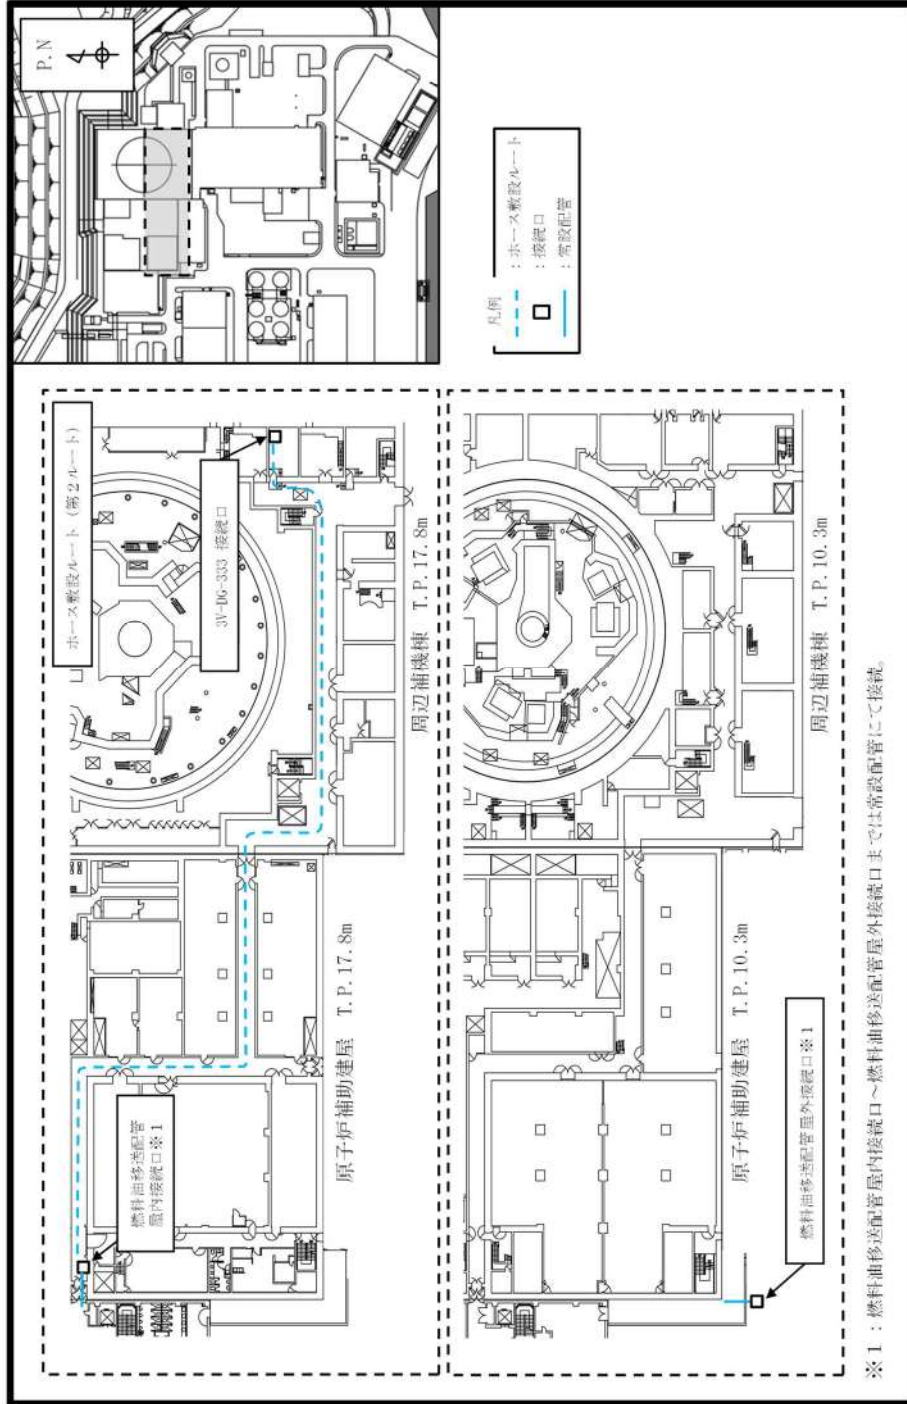 P.N
凡例
：ホース敷設ルート
：接続口
：常設配管
ホース敷設ルート（第２ルート）
3V-DG-333 接続口
燃料油移送配管
屋内接続口※１
原子炉補助建屋　T.P.17.8m
周辺補機棟　T.P.17.8m
原子炉補助建屋　T.P.10.3m
周辺補機棟　T.P.10.3m
燃料油移送配管屋外接続口※１
※１：燃料油移送配管屋内接続口～燃料油移送配管屋外接続口までは常設配管にて接続。